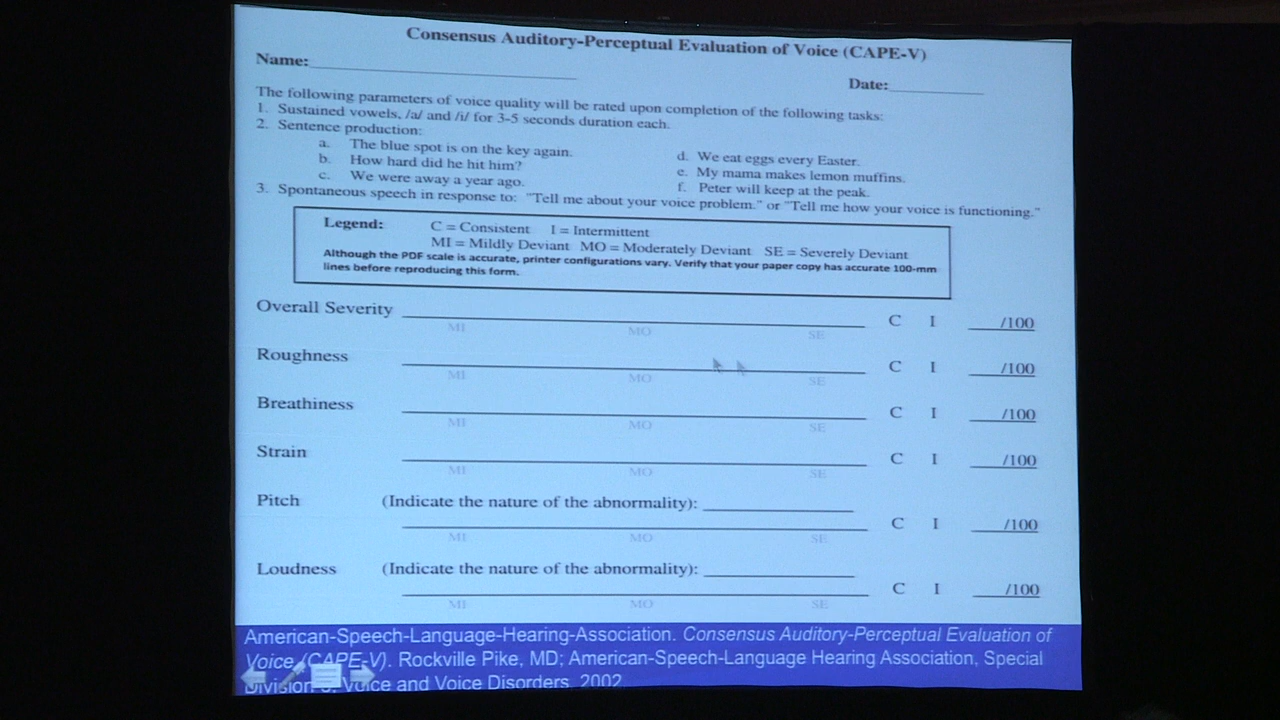 Consensus Auditory-Perceptual Evaluation of Voice (CAPE-V)
Name:
Date:
The following parameters of voice quality will be rated upon completion of the following tasks:
1. Sustained vowels, /a/ and /i/ for 3-5 seconds duration each.
2. Sentence production:
a. The blue spot is on the key again.
b. How hard did he hit him?
c. We were away a year ago.
d. We eat eggs every Easter.
e. My mama makes lemon muffins.
f. Peter will keep at the peak.
3. Spontaneous speech in response to: "Tell me about your voice problem." or "Tell me how your voice is functioning."
Legend: C = Consistent I = Intermittent
MI = Mildly Deviant MO = Moderately Deviant SE = Severely Deviant
Although the PDF scale is accurate, printer configurations vary. Verify that your paper copy has accurate 100-mm
lines before reproducing this form.
Overall Severity C I /100
MI MO SE
Roughness C I /100
MI MO SE
Breathiness C I /100
MI MO SE
Strain C I /100
MI MO SE
Pitch (Indicate the nature of the abnormality):
C I /100
MI MO SE
Loudness (Indicate the nature of the abnormality):
C I /100
MI MO SE
American-Speech-Language-Hearing-Association. Consensus Auditory-Perceptual Evaluation of
Voice (CAPE-V). Rockville Pike, MD; American-Speech-Language Hearing Association, Special
Division Voice and Voice Disorders, 2002